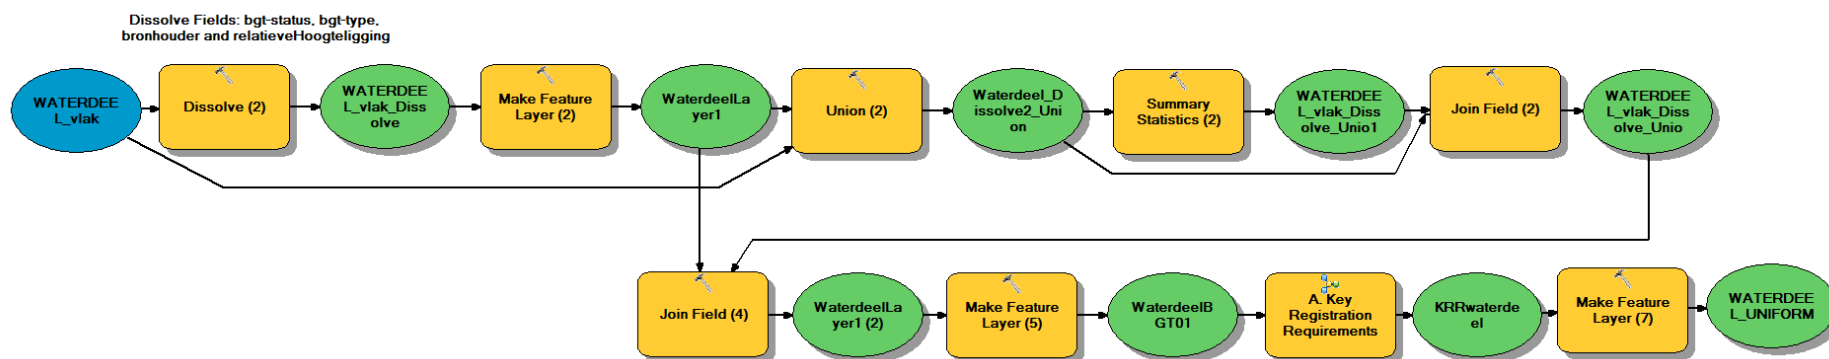 Dissolve Fields: bgt-status, bgt-type,
bronhouder and relatieveHoogteligging
WATERDEE
L_vlak
Dissolve (2)
WATERDEE
L_vlak_Diss
olve
Make Feature
Layer (2)
WaterdeelLa
yer1
Union (2)
Waterdeel_D
issolve2_Uni
on
Summary
Statistics (2)
WATERDEE
L_vlak_Diss
olve_Unio1
Join Field (2)
WATERDEE
L_vlak_Diss
olve_Unio
Join Field (4)
WaterdeelLa
yer1 (2)
Make Feature
Layer (5)
WaterdeelB
GT01
A. Key
Registration
Requirements
KRRwaterde
el
Make Feature
Layer (7)
WATERDEE
L_UNIFORM